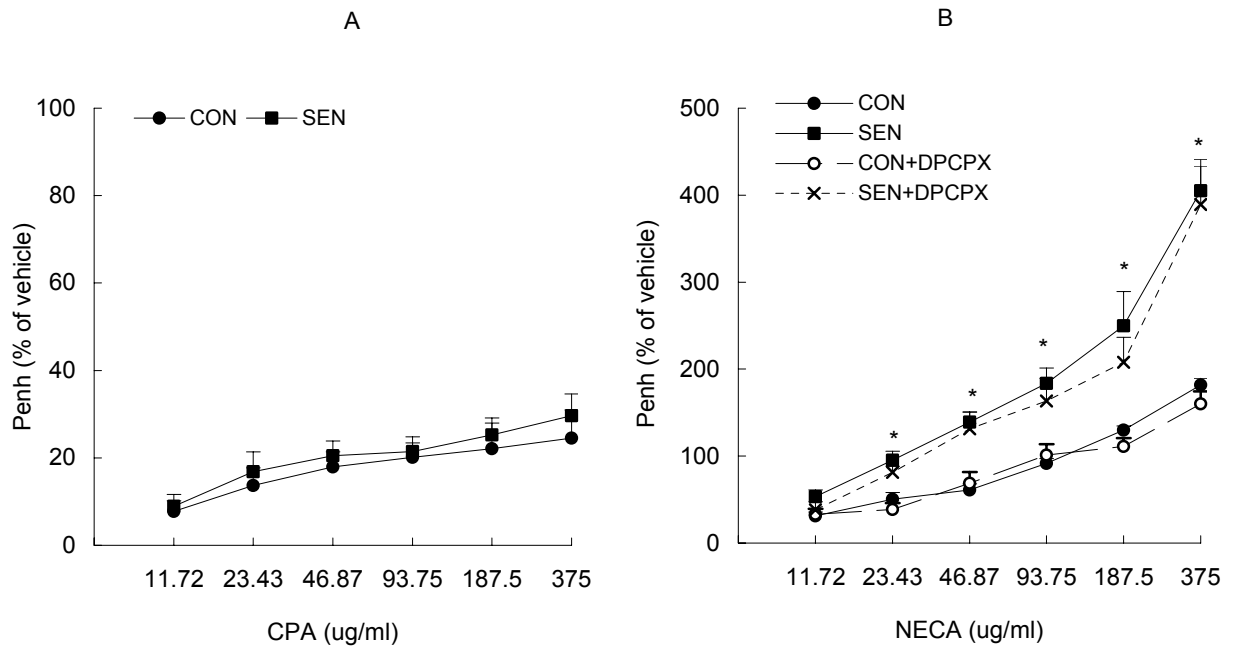 A
100
80
60
40
20
0
Penh (% of vehicle)
CON SEN
11.72 23.43 46.87 93.75 187.5 375
CPA (ug/ml)
B
500
400
300
200
100
0
Penh (% of vehicle)
CON
SEN
CON+DPCPX
SEN+DPCPX
* * * * *
11.72 23.43 46.87 93.75 187.5 375
NECA (ug/ml)